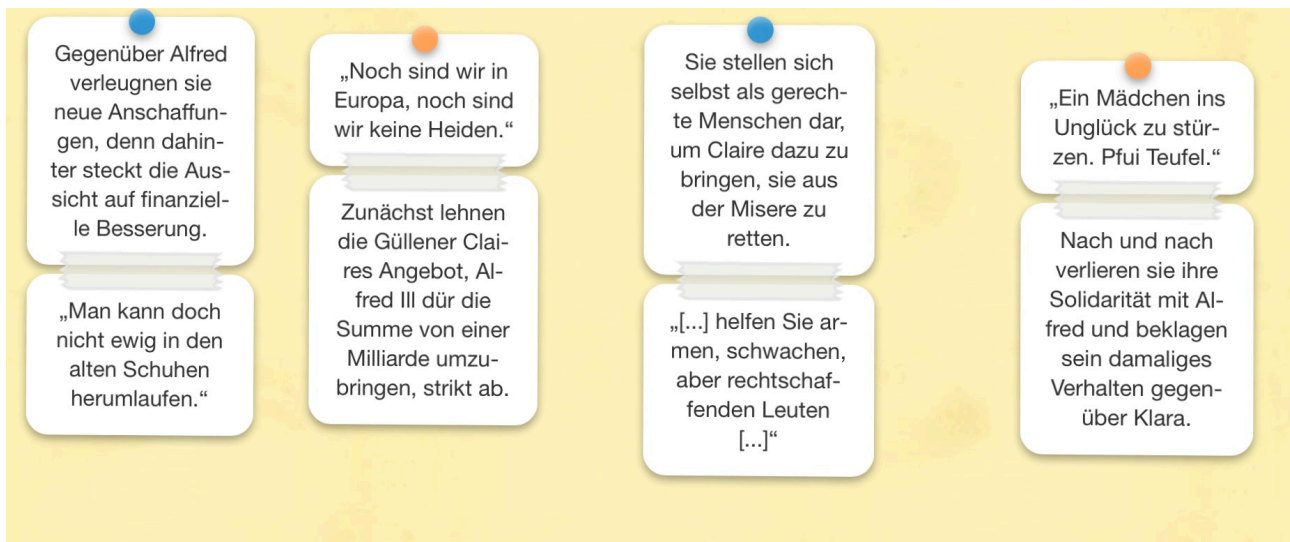 Gegenüber Alfred
verleugnen sie
neue Anschaffun-
gen, denn dahin-
ter steckt die Aus-
sicht auf finanziel-
le Besserung.
„Man kann doch
nicht ewig in den
alten Schuhen
herumlaufen.“
„Noch sind wir in
Europa, noch sind
wir keine Heiden.“
Zunächst lehnen
die Güllener Clai-
res Angebot, Al-
fred III dür die
Summe von einer
Milliarde umzu-
bringen, strikt ab.
Sie stellen sich
selbst als gerech-
te Menschen dar,
um Claire dazu zu
bringen, sie aus
der Misere zu
retten.
„[...] helfen Sie ar-
men, schwachen,
aber rechtschaf-
fenden Leuten
[...]“
„Ein Mädchen ins
Unglück zu stür-
zen. Pfui Teufel.“
Nach und nach
verlieren sie ihre
Solidarität mit Al-
fred und beklagen
sein damaliges
Verhalten gegen-
über Klara.